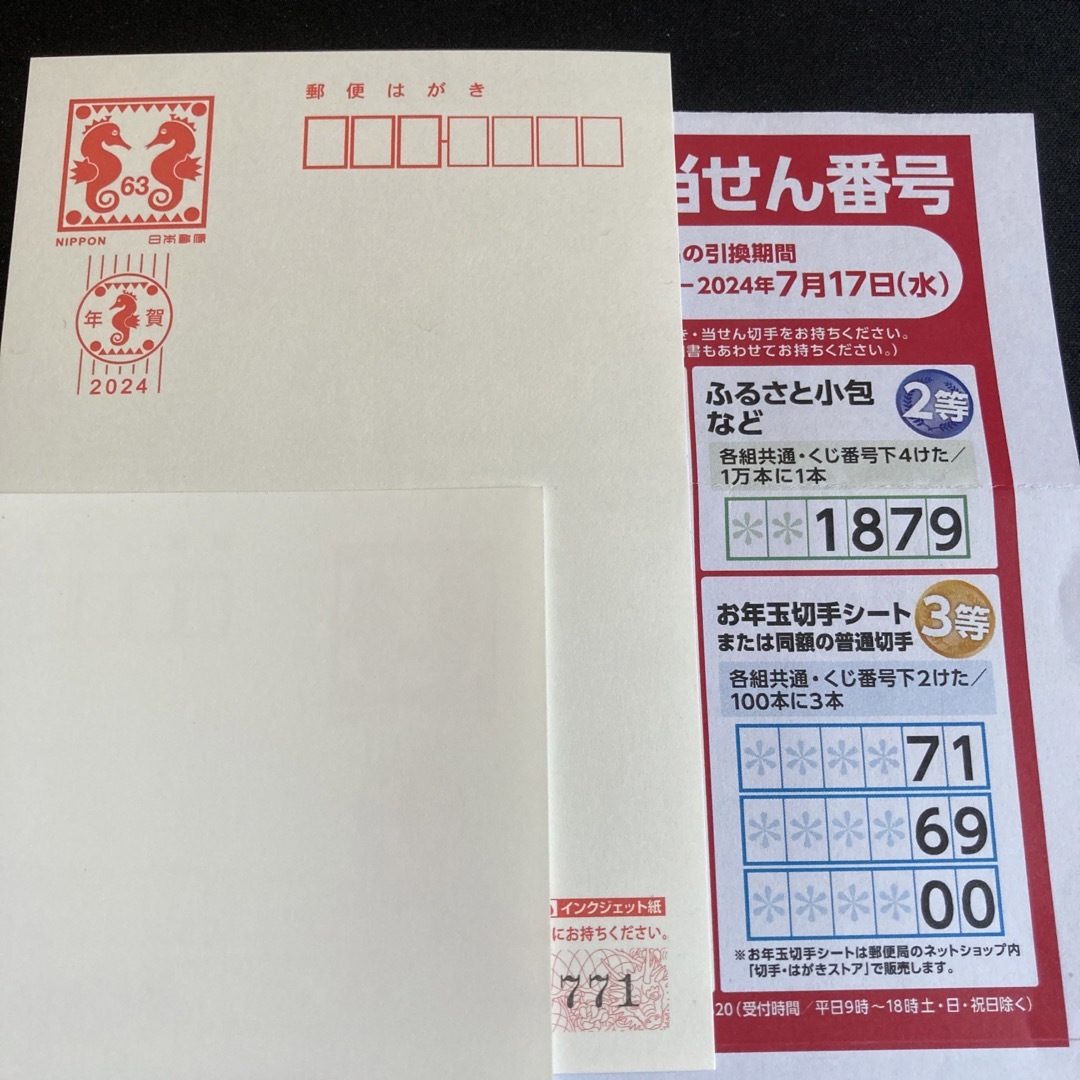 郵便はがき
63
NIPPON 日本郵便
年賀
2024
インクジェット紙
にお持ちください。
771
当せん番号
の引換期間
2024年7月17日(水)
・当せん切手をお持ちください。
書もあわせてお持ちください。)
ふるさと小包
など
2等
各組共通・くじ番号下4けた/
1万本に1本
**1879
お年玉切手シート
または同額の普通切手
3等
各組共通・くじ番号下2けた/
100本に3本
****71
****69
****00
※お年玉切手シートは郵便局のネットショップ内
「切手・はがきストア」で販売します。
20(受付時間/平日9時~18時土・日・祝日除く)